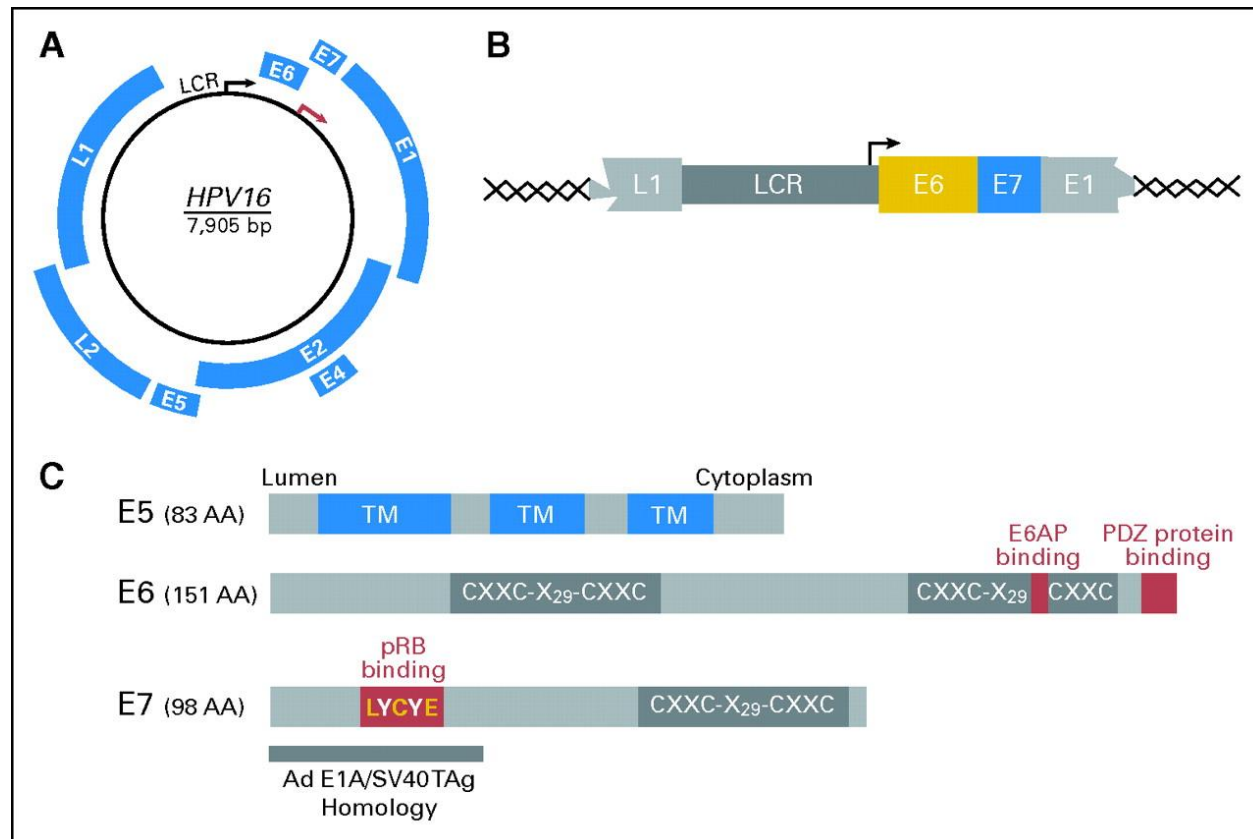 A
LCR
E6
E7
E1
L1
HPV16
7,905 bp
E2
E4
E5
L2
B
L1
LCR
E6
E7
E1
C
Lumen
Cytoplasm
E5 (83 AA)
TM
TM
TM
E6AP
binding
PDZ protein
binding
E6 (151 AA)
CXXC-X₂₉-CXXC
CXXC-X₂₉
CXXC
pRB
binding
E7 (98 AA)
LYCYE
CXXC-X₂₉-CXXC
Ad E1A/SV40 TAg
Homology